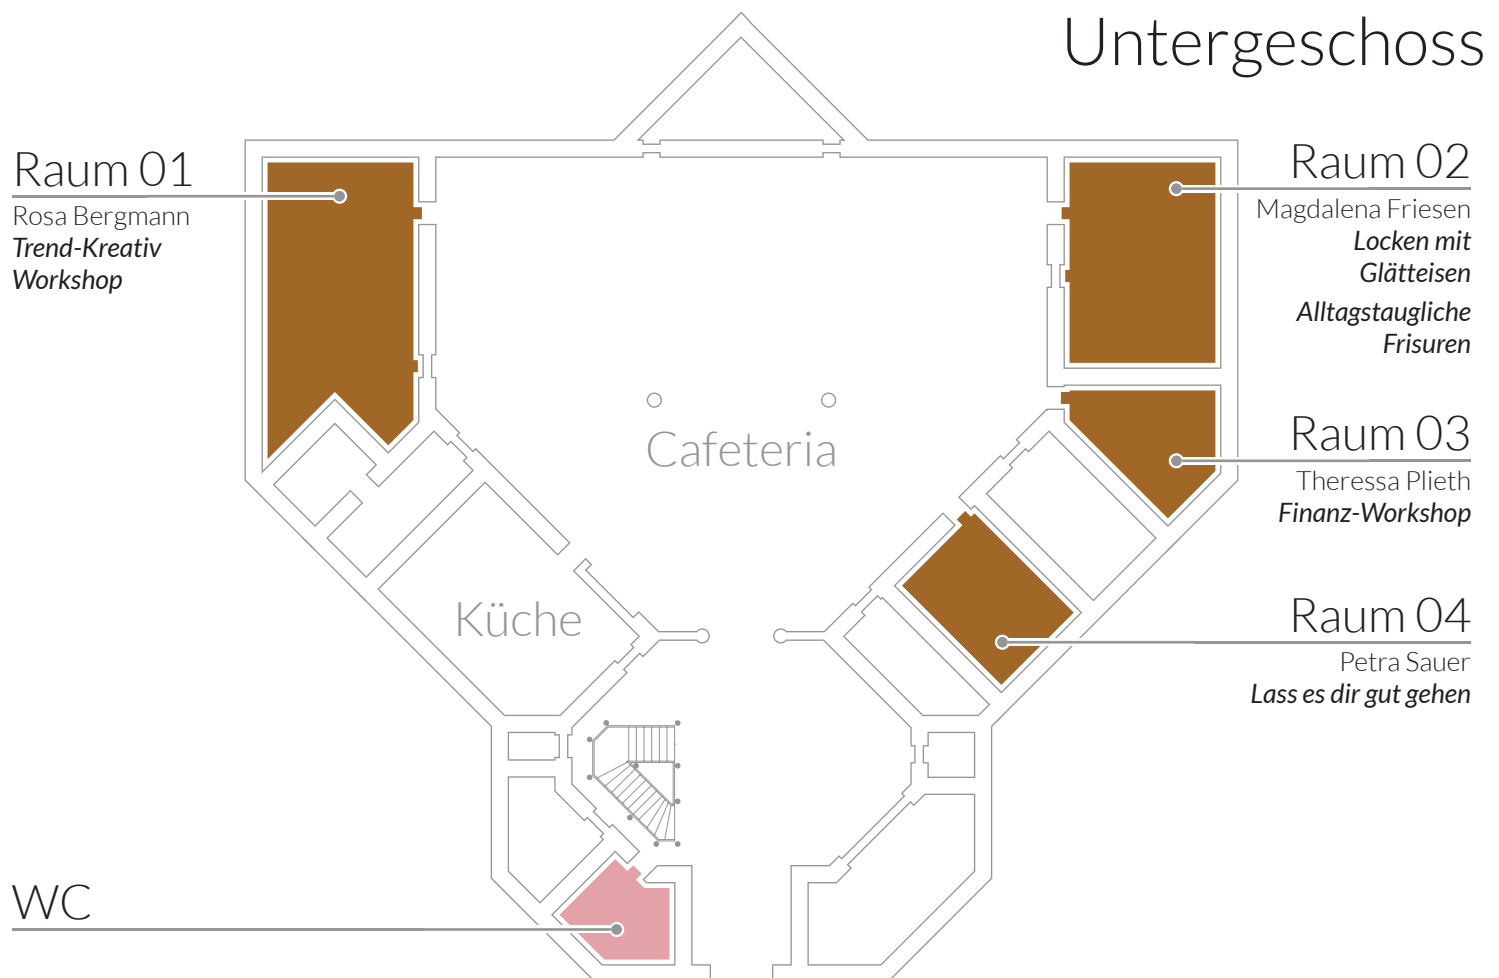 Untergeschoss
Raum 01
Rosa Bergmann
Trend-Kreativ
Workshop
Raum 02
Magdalena Friesen
Locken mit
Glätteisen
Alltagstaugliche
Frisuren
Cafeteria
Raum 03
Theressa Plieth
Finanz-Workshop
Küche
Raum 04
Petra Sauer
Lass es dir gut gehen
WC